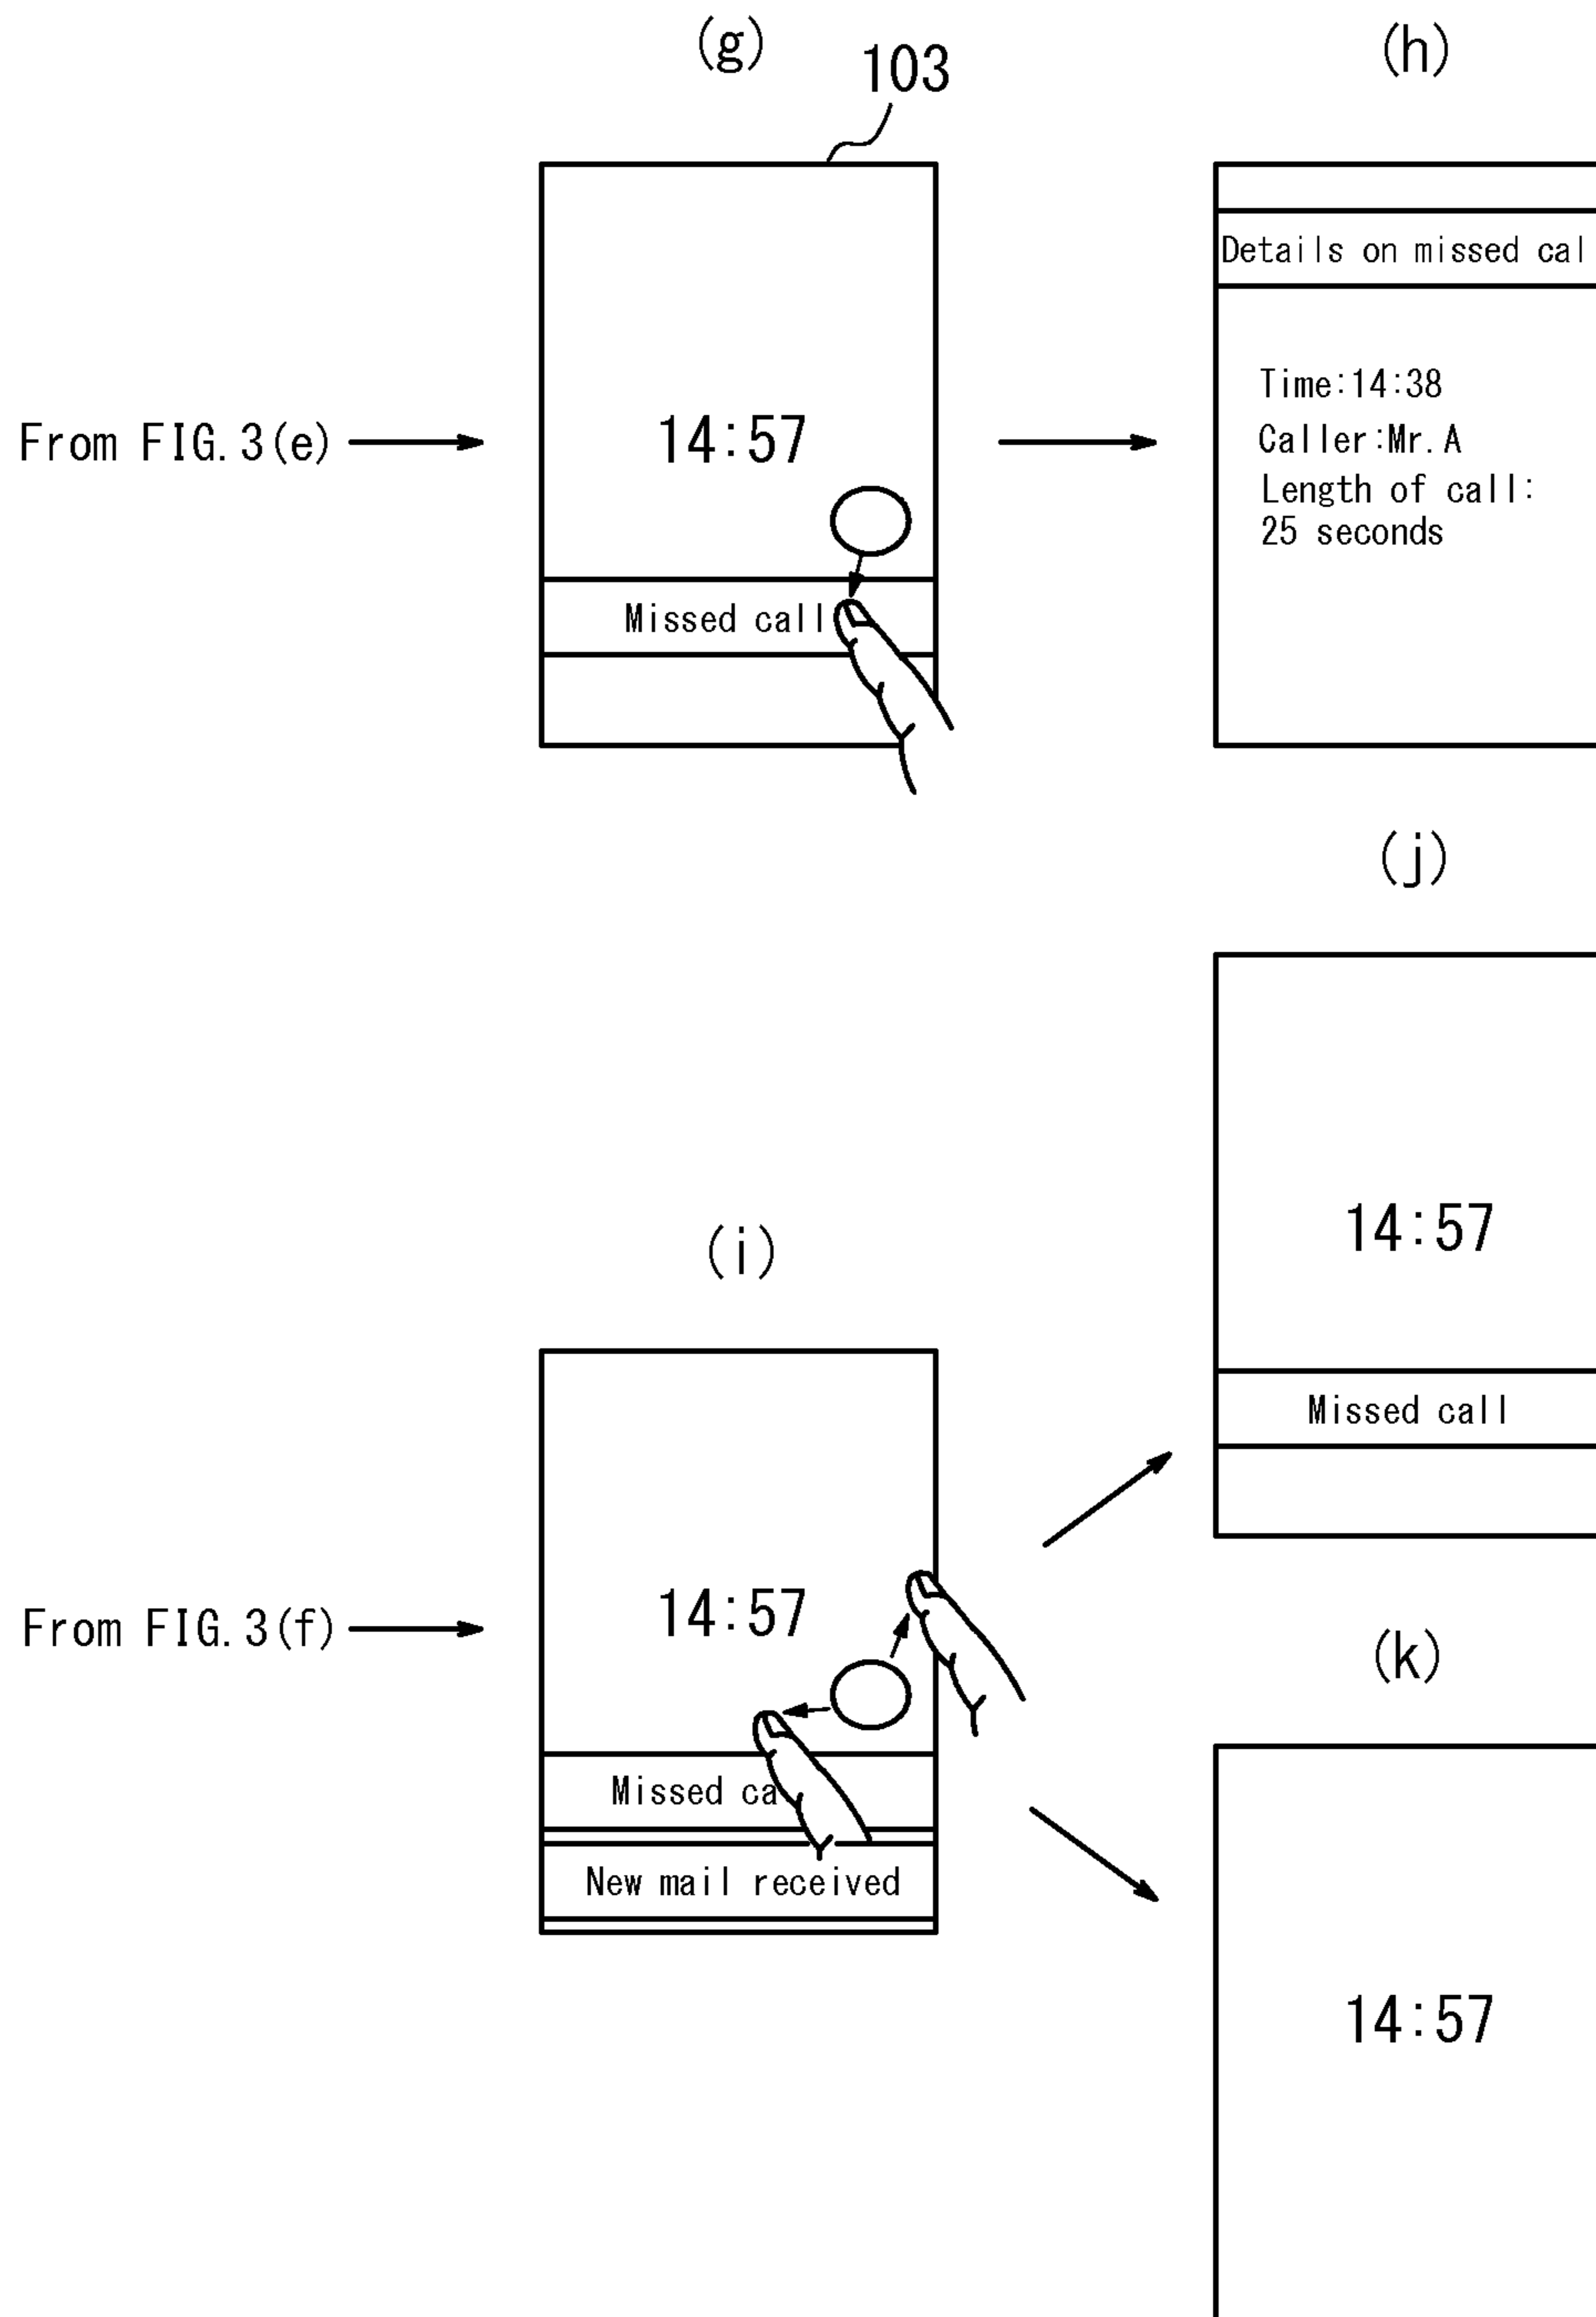 (g)
103
(h)
Details on missed cal
From FIG. 3(e)
14:57
Missed call
Time:14:38
Caller:Mr. A
Length of call:
25 seconds
(j)
14:57
Missed call
(i)
From FIG. 3(f)
14:57
Missed ca
New mail received
(k)
14:57